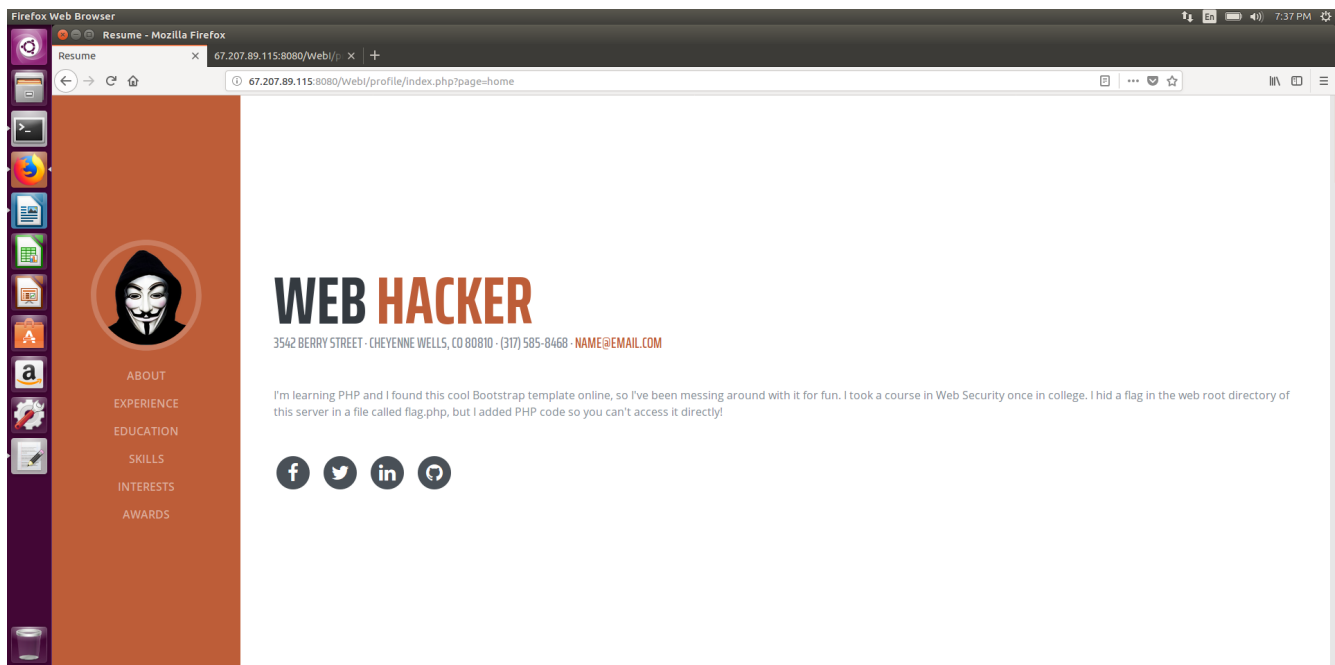 Firefox Web Browser
En
7:37 PM
Resume - Mozilla Firefox
Resume
67.207.89.115:8080/WebI/p
67.207.89.115:8080/WebI/profile/index.php?page=home
WEB HACKER
3542 BERRY STREET · CHEYENNE WELLS, CO 80810 · (317) 585-8468 · NAME@EMAIL.COM
ABOUT
EXPERIENCE
EDUCATION
SKILLS
INTERESTS
AWARDS
I'm learning PHP and I found this cool Bootstrap template online, so I've been messing around with it for fun. I took a course in Web Security once in college. I hid a flag in the web root directory of
this server in a file called flag.php, but I added PHP code so you can't access it directly!